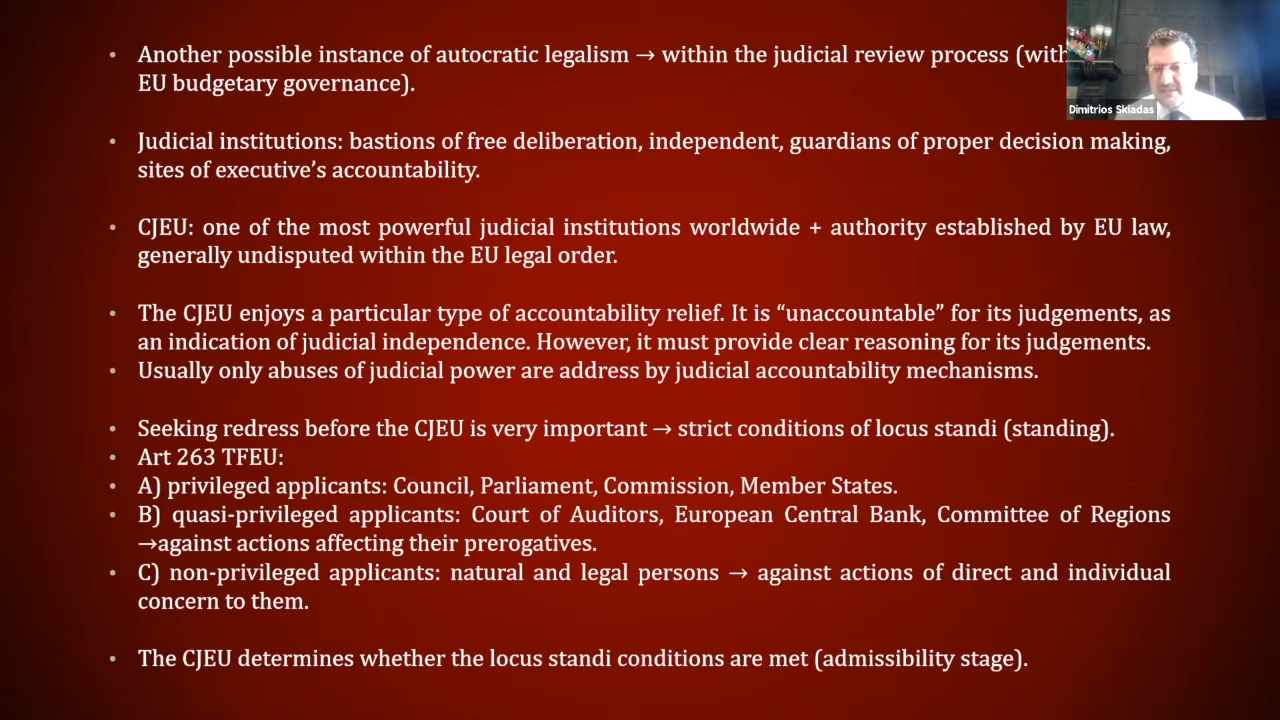 • Another possible instance of autocratic legalism → within the judicial review process (with
EU budgetary governance).
Dimitrios Skiadas
• Judicial institutions: bastions of free deliberation, independent, guardians of proper decision making,
sites of executive's accountability.
• CJEU: one of the most powerful judicial institutions worldwide + authority established by EU law,
generally undisputed within the EU legal order.
• The CJEU enjoys a particular type of accountability relief. It is “unaccountable” for its judgements, as
an indication of judicial independence. However, it must provide clear reasoning for its judgements.
• Usually only abuses of judicial power are address by judicial accountability mechanisms.
• Seeking redress before the CJEU is very important → strict conditions of locus standi (standing).
• Art 263 TFEU:
• A) privileged applicants: Council, Parliament, Commission, Member States.
• B) quasi-privileged applicants: Court of Auditors, European Central Bank, Committee of Regions
→against actions affecting their prerogatives.
• C) non-privileged applicants: natural and legal persons → against actions of direct and individual
concern to them.
• The CJEU determines whether the locus standi conditions are met (admissibility stage).